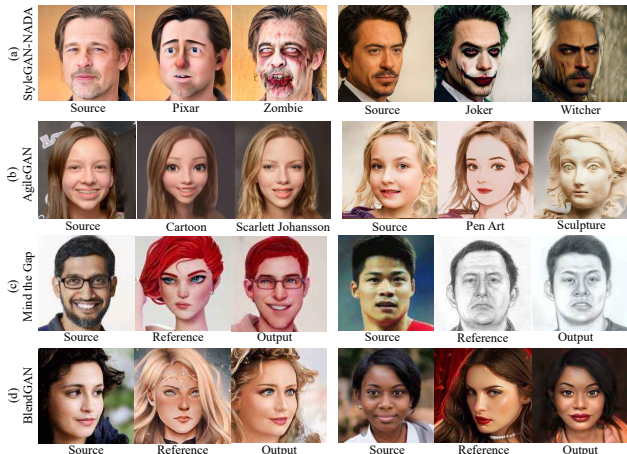 (a)
StyleGAN-NADA
Source Pixar Zombie Source Joker Witcher
(b)
AgileGAN
Source Cartoon Scarlett Johansson Source Pen Art Sculpture
(c)
Mind the Gap
Source Reference Output Source Reference Output
(d)
BlendGAN
Source Reference Output Source Reference Output